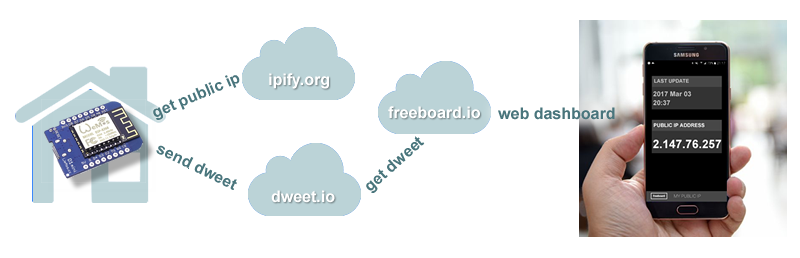 get public ip
ipify.org
send dweet
dweet.io
get dweet
freeboard.io
web dashboard
SAMSUNG
LAST UPDATE
2017 Mar 03
20:37
PUBLIC IP ADDRESS
2.147.76.257
freeboard
MY PUBLIC IP